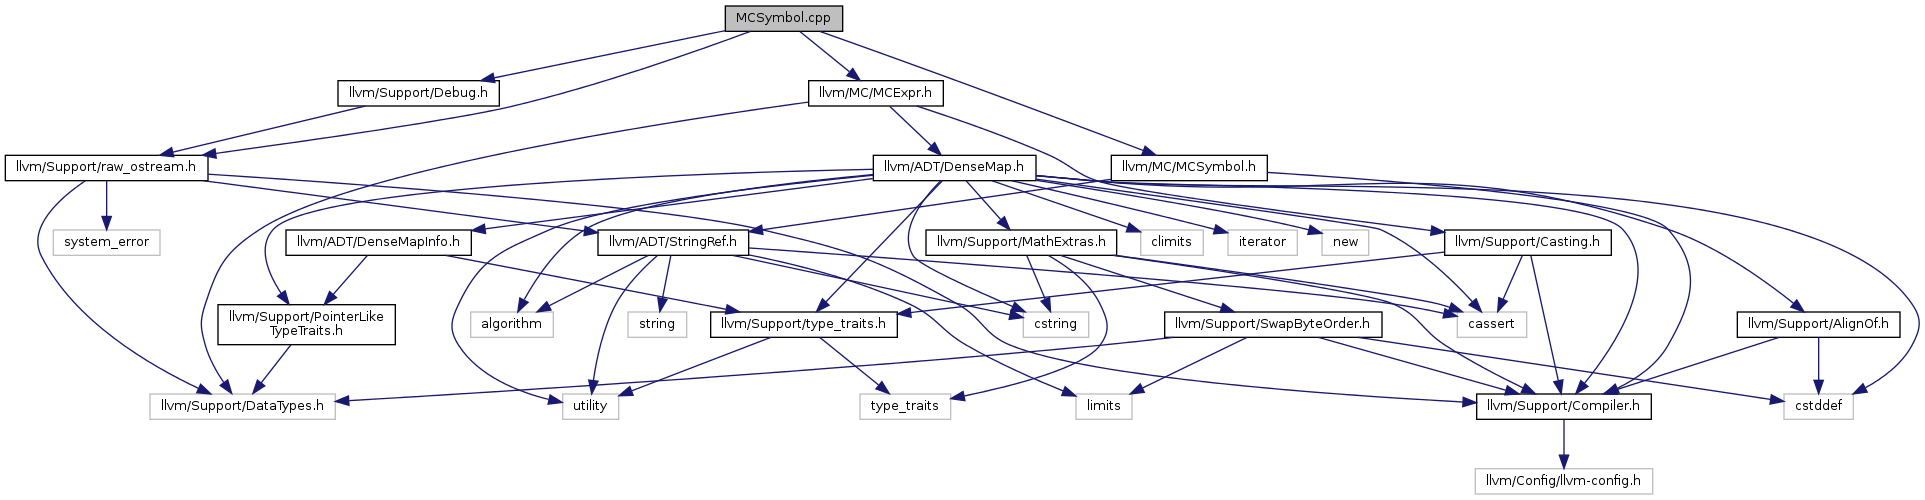 MCSymbol.cpp
llvm/Support/Debug.h
llvm/MC/MCExpr.h
llvm/Support/raw_ostream.h
llvm/ADT/DenseMap.h
llvm/MC/MCSymbol.h
system_error
llvm/ADT/DenseMapInfo.h
llvm/ADT/StringRef.h
llvm/Support/MathExtras.h
climits
iterator
new
llvm/Support/Casting.h
llvm/Support/PointerLike
TypeTraits.h
algorithm
string
llvm/Support/type_traits.h
cstring
llvm/Support/SwapByteOrder.h
cassert
llvm/Support/AlignOf.h
llvm/Support/DataTypes.h
utility
type_traits
limits
llvm/Support/Compiler.h
cstddef
llvm/Config/llvm-config.h